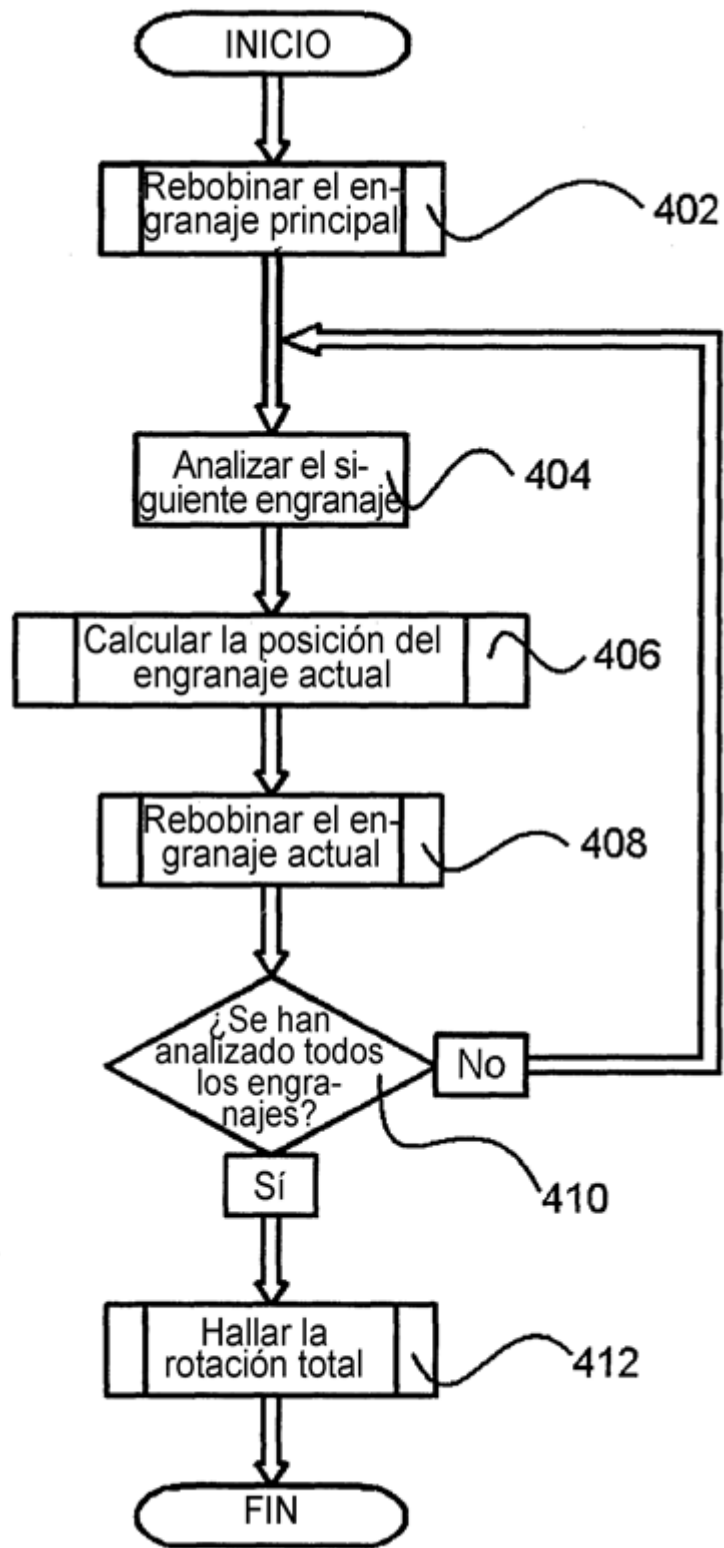 INICIO
Rebobinar el en-
granaje principal
402
Analizar el si-
guiente engranaje
404
Calcular la posición del
engranaje actual
406
Rebobinar el en-
granaje actual
408
¿Se han
analizado todos
los engra-
najes?
No
410
Sí
Hallar la
rotación total
412
FIN